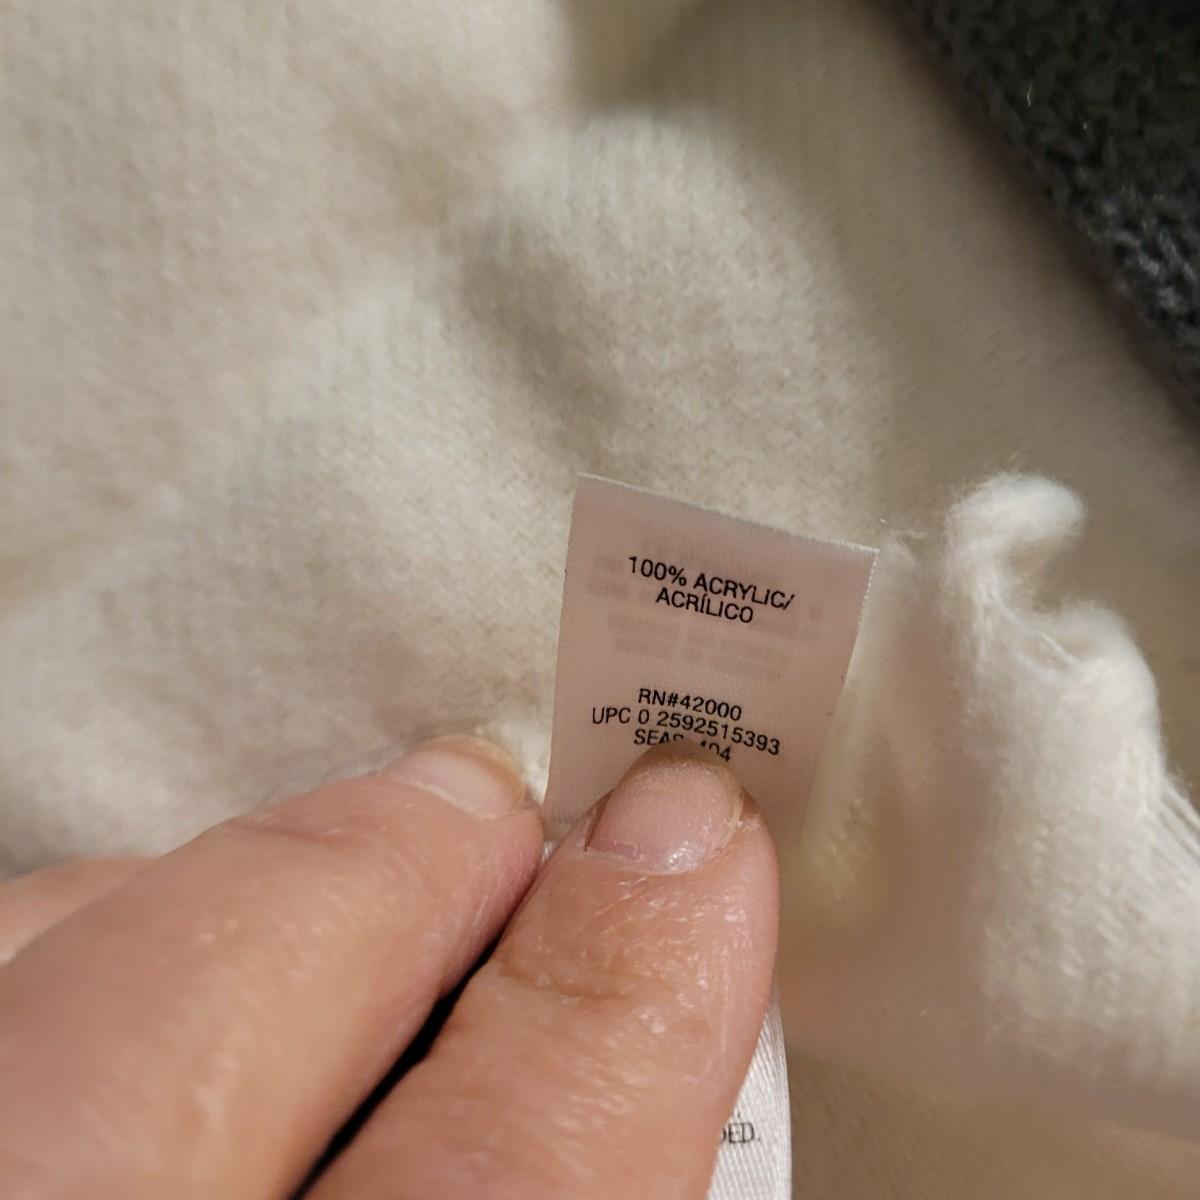 100% ACRYLIC/
ACRÍLICO
RN#42000
UPC 0 2592515393